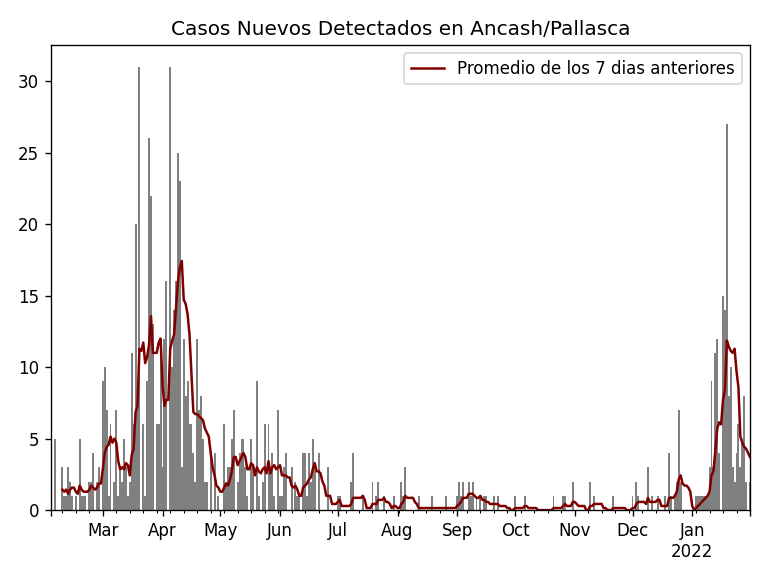 Casos Nuevos Detectados en Ancash/Pallasca
Promedio de los 7 dias anteriores
30
25
20
15
10
5
0
Mar Apr May Jun Jul Aug Sep Oct Nov Dec Jan
2022